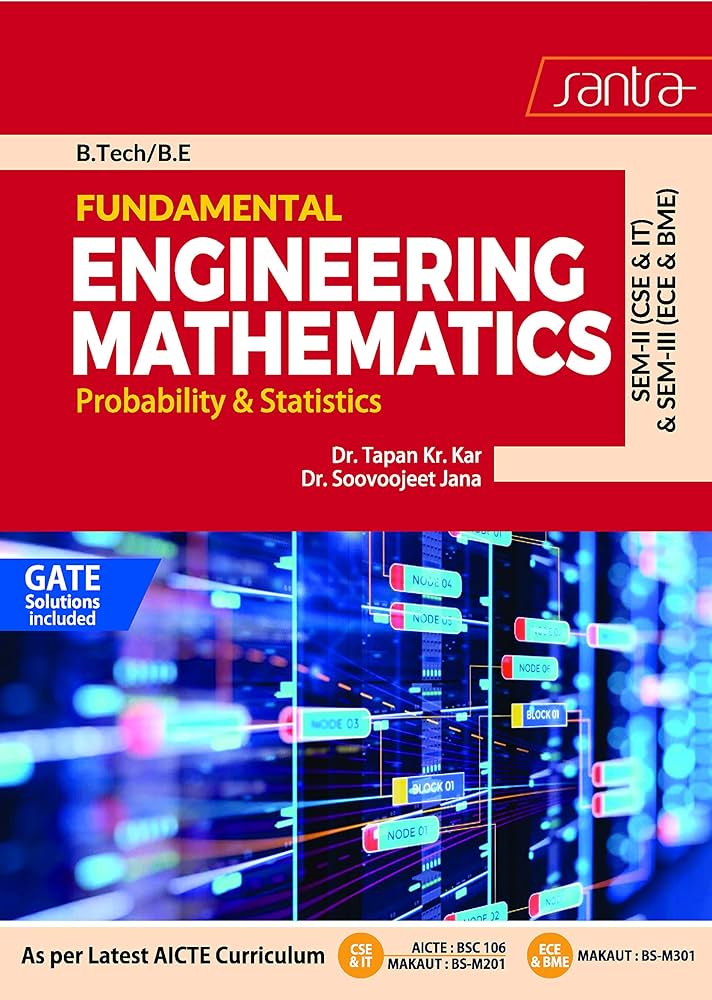 santra
B.Tech/B.E
FUNDAMENTAL
ENGINEERING
MATHEMATICS
Probability & Statistics
SEM-II (CSE & IT)
& SEM-III (ECE & BME)
Dr. Tapan Kr. Kar
Dr. Soovoojeet Jana
GATE
Solutions
included
NODE 04
NODE 05
NODE 06
BLOCK 01
NODE 03
BLOCK 01
NODE 01
As per Latest AICTE Curriculum
CSE
& IT
AICTE : BSC 106
MAKAUT : BS-M201
ECE
& BME
MAKAUT : BS-M301